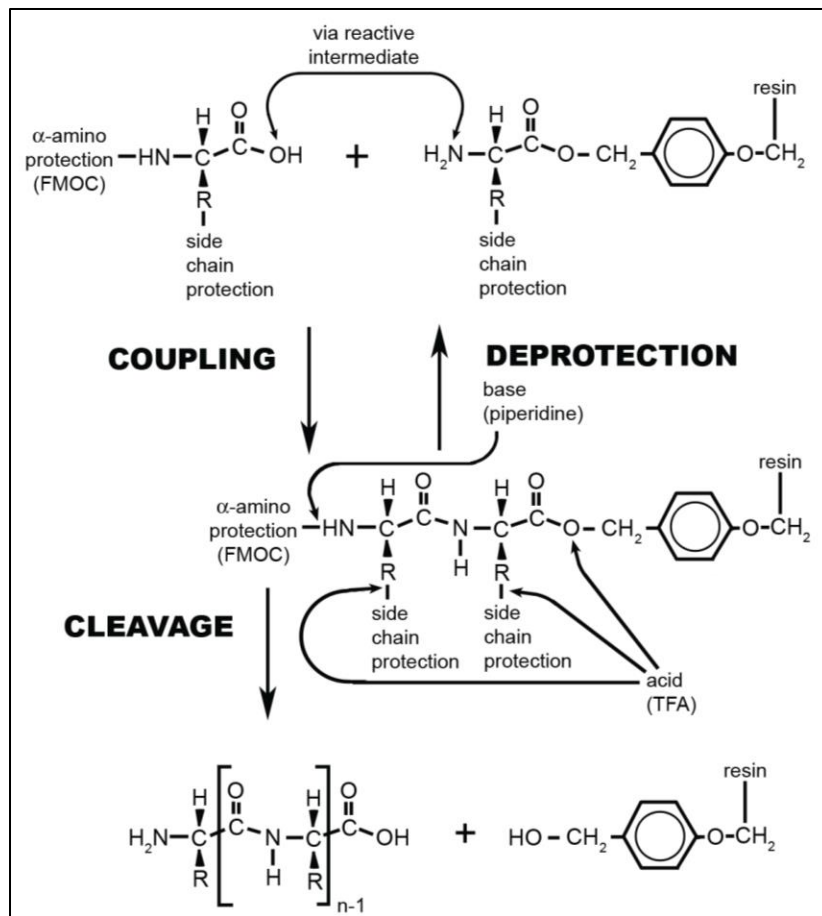 via reactive
intermediate
resin
α-amino
protection
(FMOC)
HN
H
C
R
C
O
OH
side
chain
protection
+
H₂N
H
C
R
C
O
O
CH₂
O
CH₂
side
chain
protection
COUPLING
DEPROTECTION
base
(piperidine)
resin
α-amino
protection
(FMOC)
HN
H
C
R
C
O
N
H
H
C
R
C
O
O
CH₂
O
CH₂
side
chain
protection
side
chain
protection
CLEAVAGE
acid
(TFA)
H₂N
H
C
R
O
C
N
H
H
C
R
n-1
O
C
OH
+
HO
CH₂
O
CH₂
resin